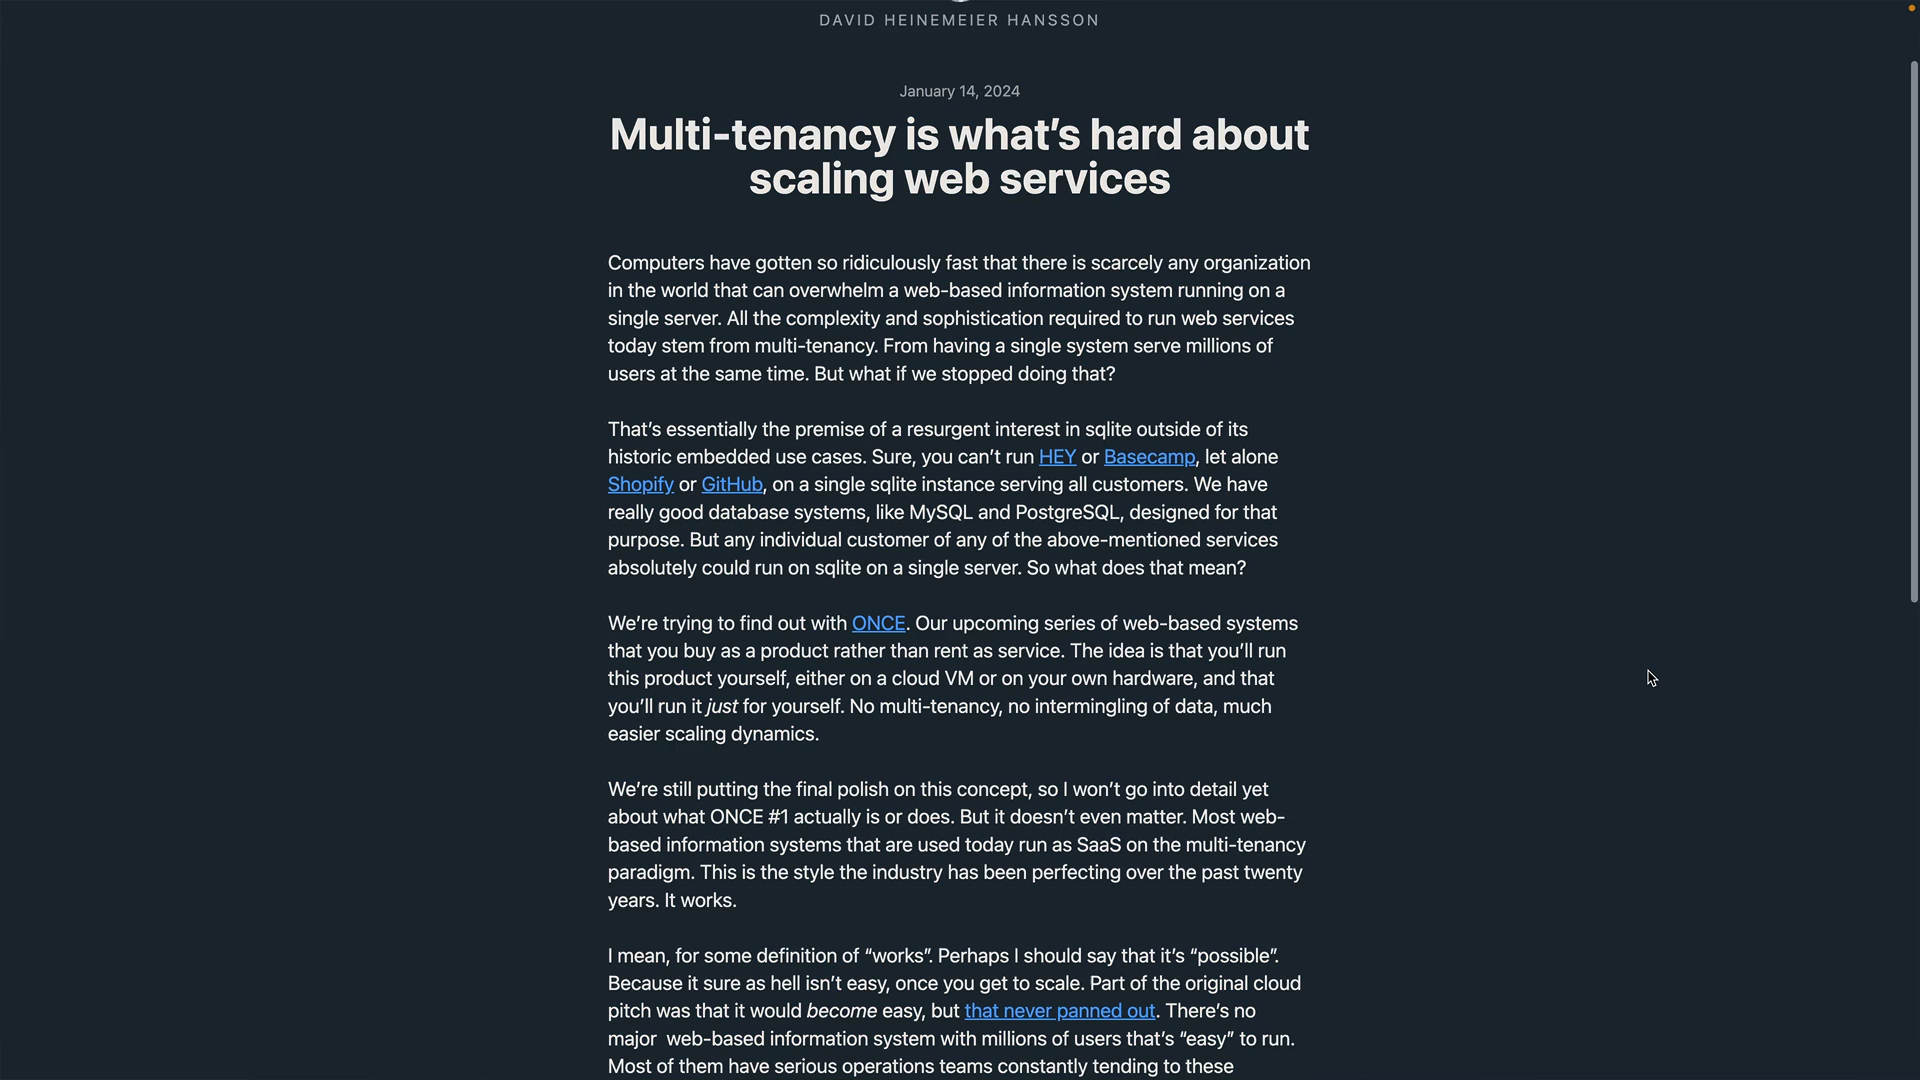 DAVID HEINEMEIER HANSSON
January 14, 2024
Multi-tenancy is what’s hard about
scaling web services
Computers have gotten so ridiculously fast that there is scarcely any organization
in the world that can overwhelm a web-based information system running on a
single server. All the complexity and sophistication required to run web services
today stem from multi-tenancy. From having a single system serve millions of
users at the same time. But what if we stopped doing that?
That’s essentially the premise of a resurgent interest in sqlite outside of its
historic embedded use cases. Sure, you can’t run HEY or Basecamp, let alone
Shopify or GitHub, on a single sqlite instance serving all customers. We have
really good database systems, like MySQL and PostgreSQL, designed for that
purpose. But any individual customer of any of the above-mentioned services
absolutely could run on sqlite on a single server. So what does that mean?
We’re trying to find out with ONCE. Our upcoming series of web-based systems
that you buy as a product rather than rent as service. The idea is that you’ll run
this product yourself, either on a cloud VM or on your own hardware, and that
you’ll run it just for yourself. No multi-tenancy, no intermingling of data, much
easier scaling dynamics.
We’re still putting the final polish on this concept, so I won’t go into detail yet
about what ONCE #1 actually is or does. But it doesn’t even matter. Most web-
based information systems that are used today run as SaaS on the multi-tenancy
paradigm. This is the style the industry has been perfecting over the past twenty
years. It works.
I mean, for some definition of “works”. Perhaps I should say that it’s “possible”.
Because it sure as hell isn’t easy, once you get to scale. Part of the original cloud
pitch was that it would become easy, but that never panned out. There’s no
major  web-based information system with millions of users that’s “easy” to run.
Most of them have serious operations teams constantly tending to these